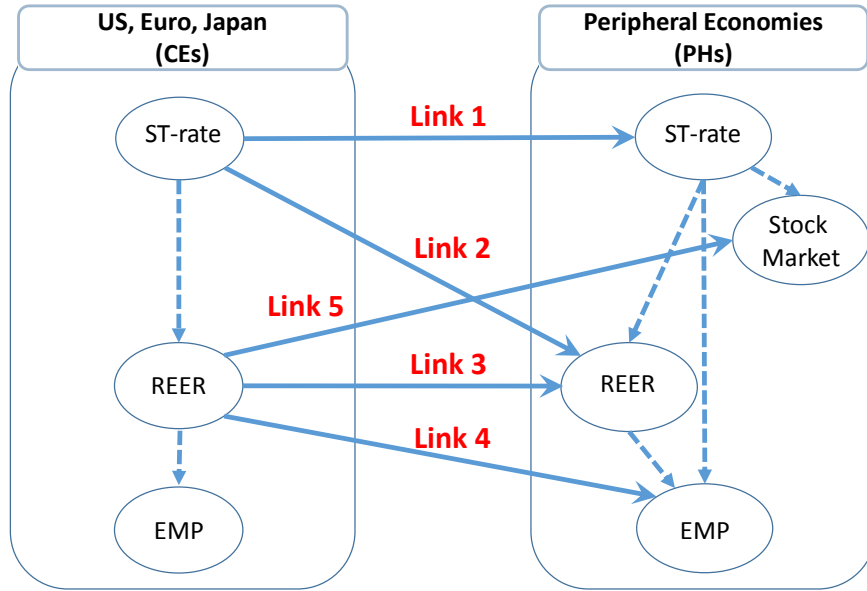 US, Euro, Japan
(CEs)
Peripheral Economies
(PHs)
ST-rate
Link 1
ST-rate
Stock
Market
Link 2
Link 5
REER
Link 3
REER
Link 4
EMP
EMP